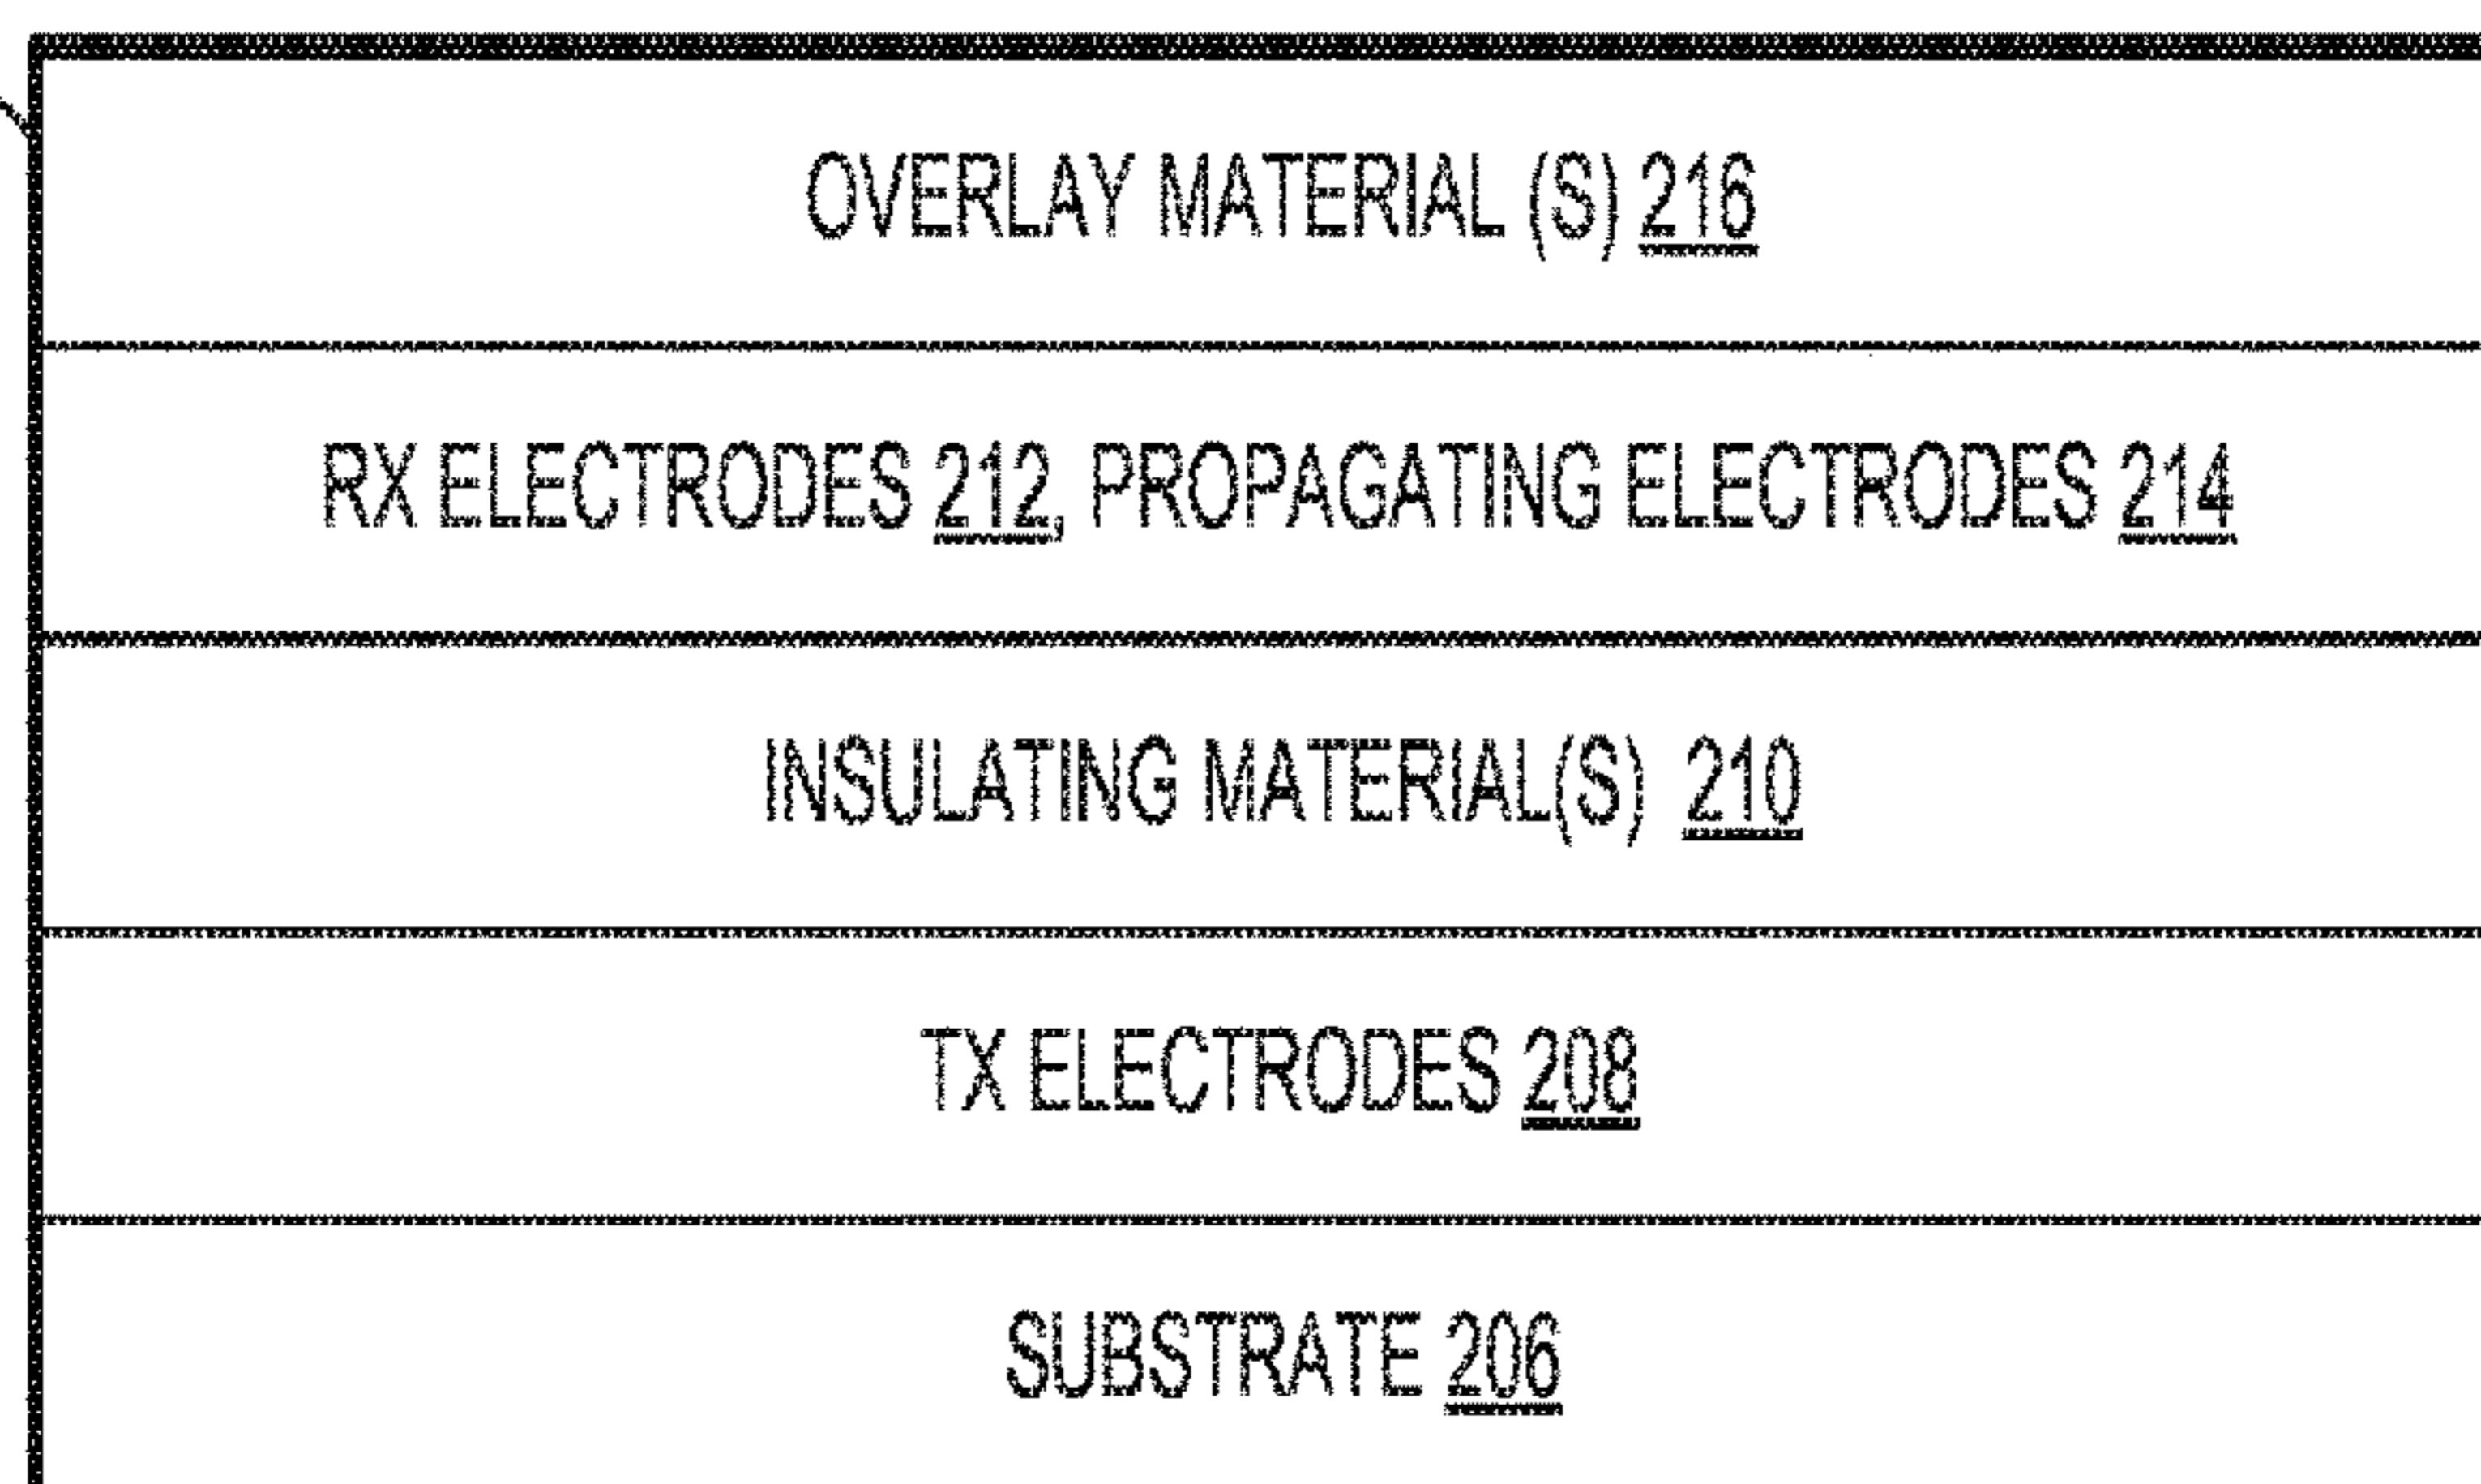 OVERLAY MATERIAL (S) 216
RX ELECTRODES 212, PROPAGATING ELECTRODES 214
INSULATING MATERIAL(S) 210
TX ELECTRODES 208
SUBSTRATE 206